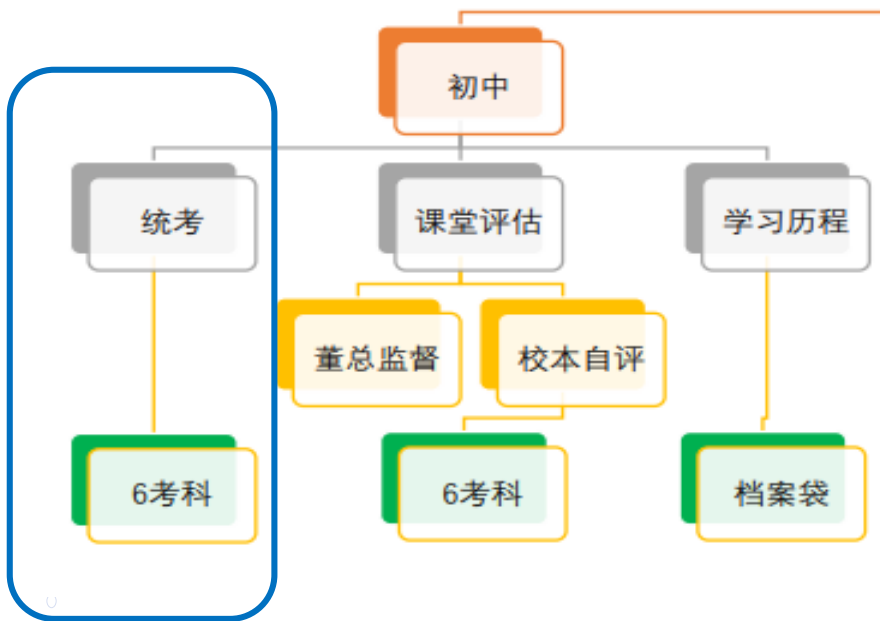 初中
统考
课堂评估
学习历程
董总监督
校本自评
6考科
6考科
档案袋